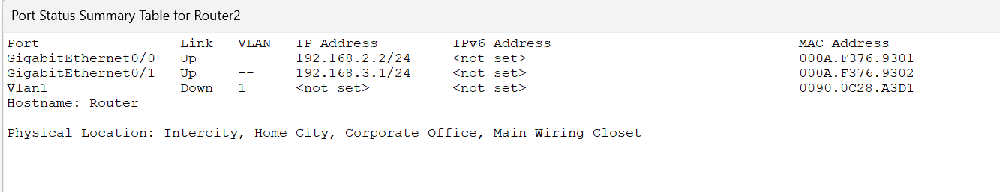 Port Status Summary Table for Router2
Port Link VLAN IP Address IPv6 Address MAC Address
GigabitEthernet0/0 Up -- 192.168.2.2/24 <not set> 000A.F376.9301
GigabitEthernet0/1 Up -- 192.168.3.1/24 <not set> 000A.F376.9302
Vlan1 Down 1 <not set> <not set> 0090.0C28.A3D1
Hostname: Router
Physical Location: Intercity, Home City, Corporate Office, Main Wiring Closet